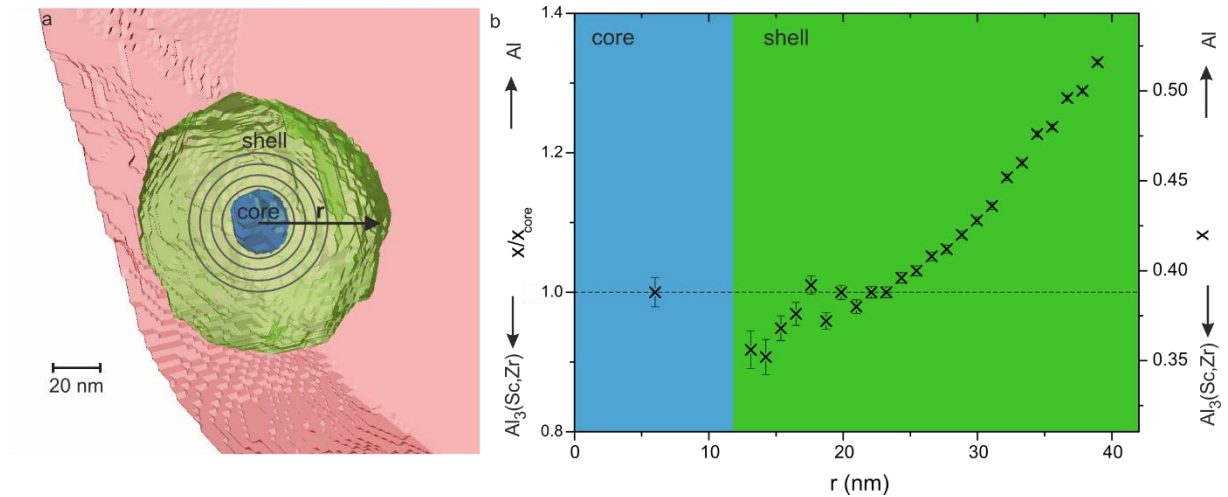 a
shell
core
r
20 nm
b
core
shell
1.4
1.2
1.0
0.8
Al
x/xcore
Al3(Sc,Zr)
0
10
20
30
40
r (nm)
0.50
0.45
0.40
0.35
Al
x
Al3(Sc,Zr)